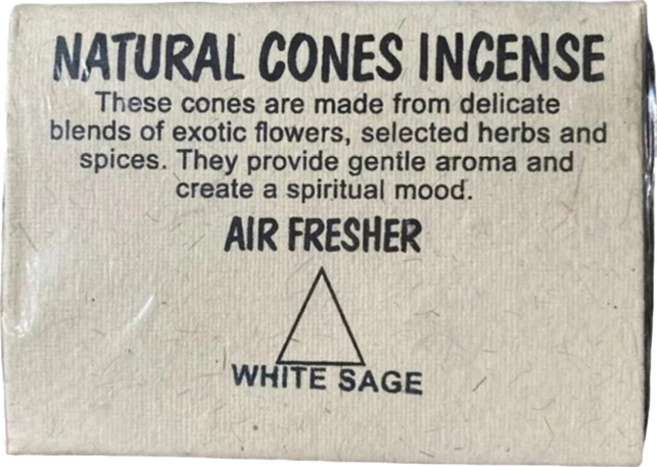 NATURAL CONES INCENSE
These cones are made from delicate
blends of exotic flowers, selected herbs and
spices. They provide gentle aroma and
create a spiritual mood.
AIR FRESHER
WHITE SAGE